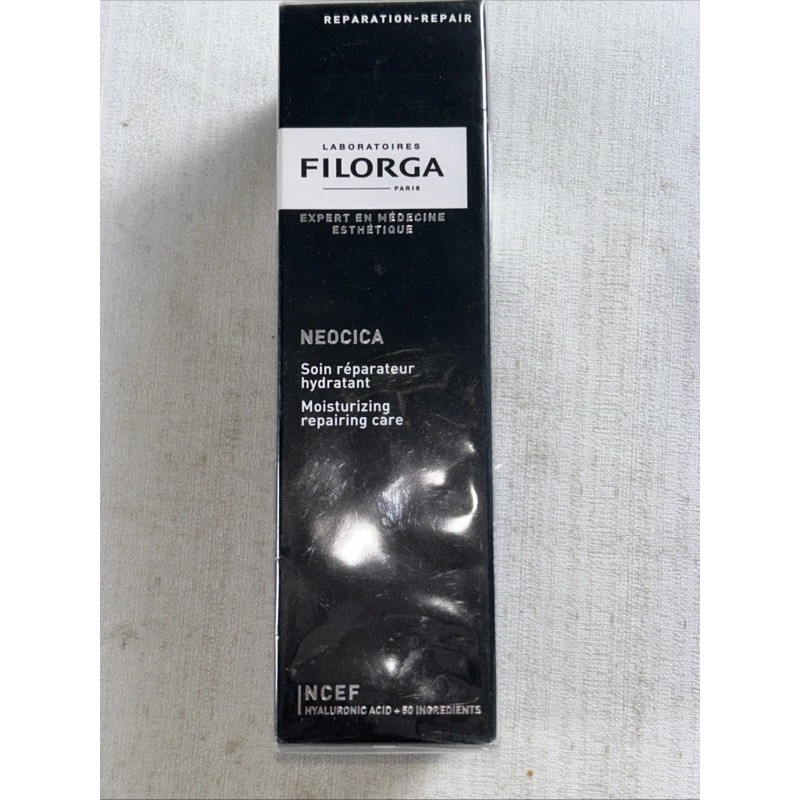 REPARATION-REPAIR
LABORATOIRES
FILORGA
PARIS
EXPERT EN MÉDECINE
ESTHÉTIQUE
NEOCICA
Soin réparateur
hydratant
Moisturizing
repairing care
NCEF
HYALURONIC ACID + 50 INGREDIENTS